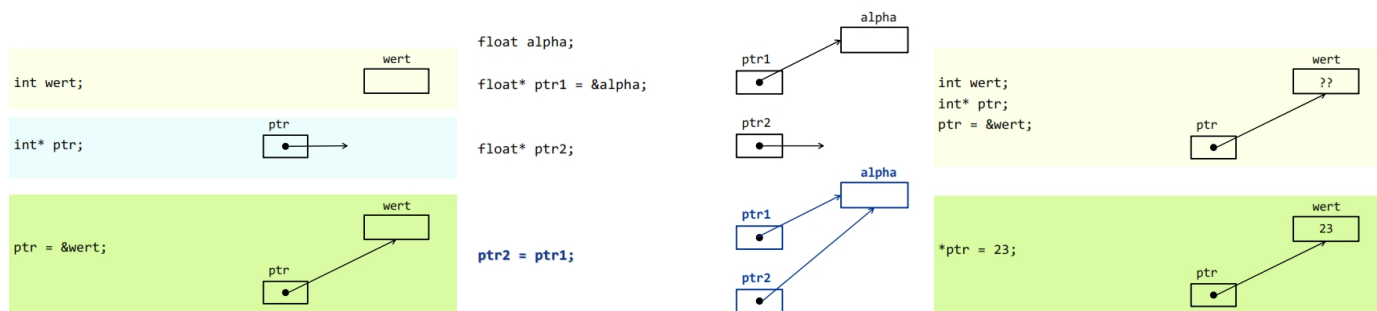 wert
int wert;
ptr
int* ptr;
wert
ptr = &wert;
ptr
alpha
float alpha;
ptr1
float* ptr1 = &alpha;
ptr2
float* ptr2;
alpha
ptr1
ptr2 = ptr1;
ptr2
wert
int wert;
??
int* ptr;
ptr = &wert;
ptr
wert
23
*ptr = 23;
ptr